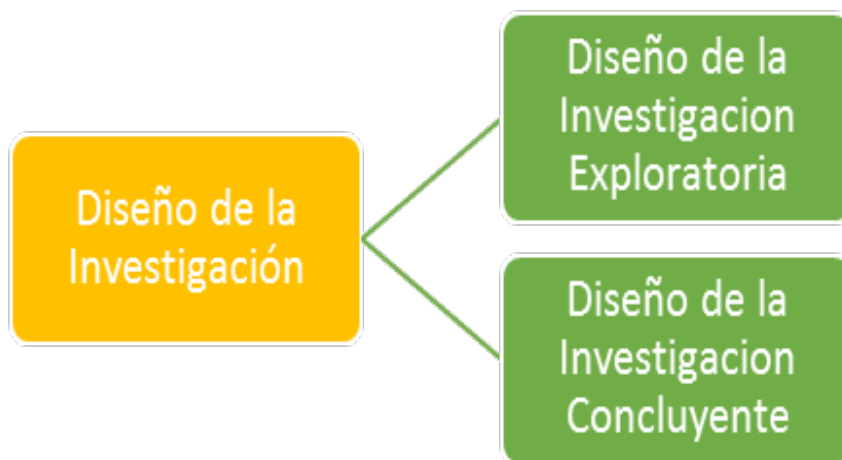 Diseño de la
Investigación
Diseño de la
Investigacion
Exploratoria
Diseño de la
Investigacion
Concluyente